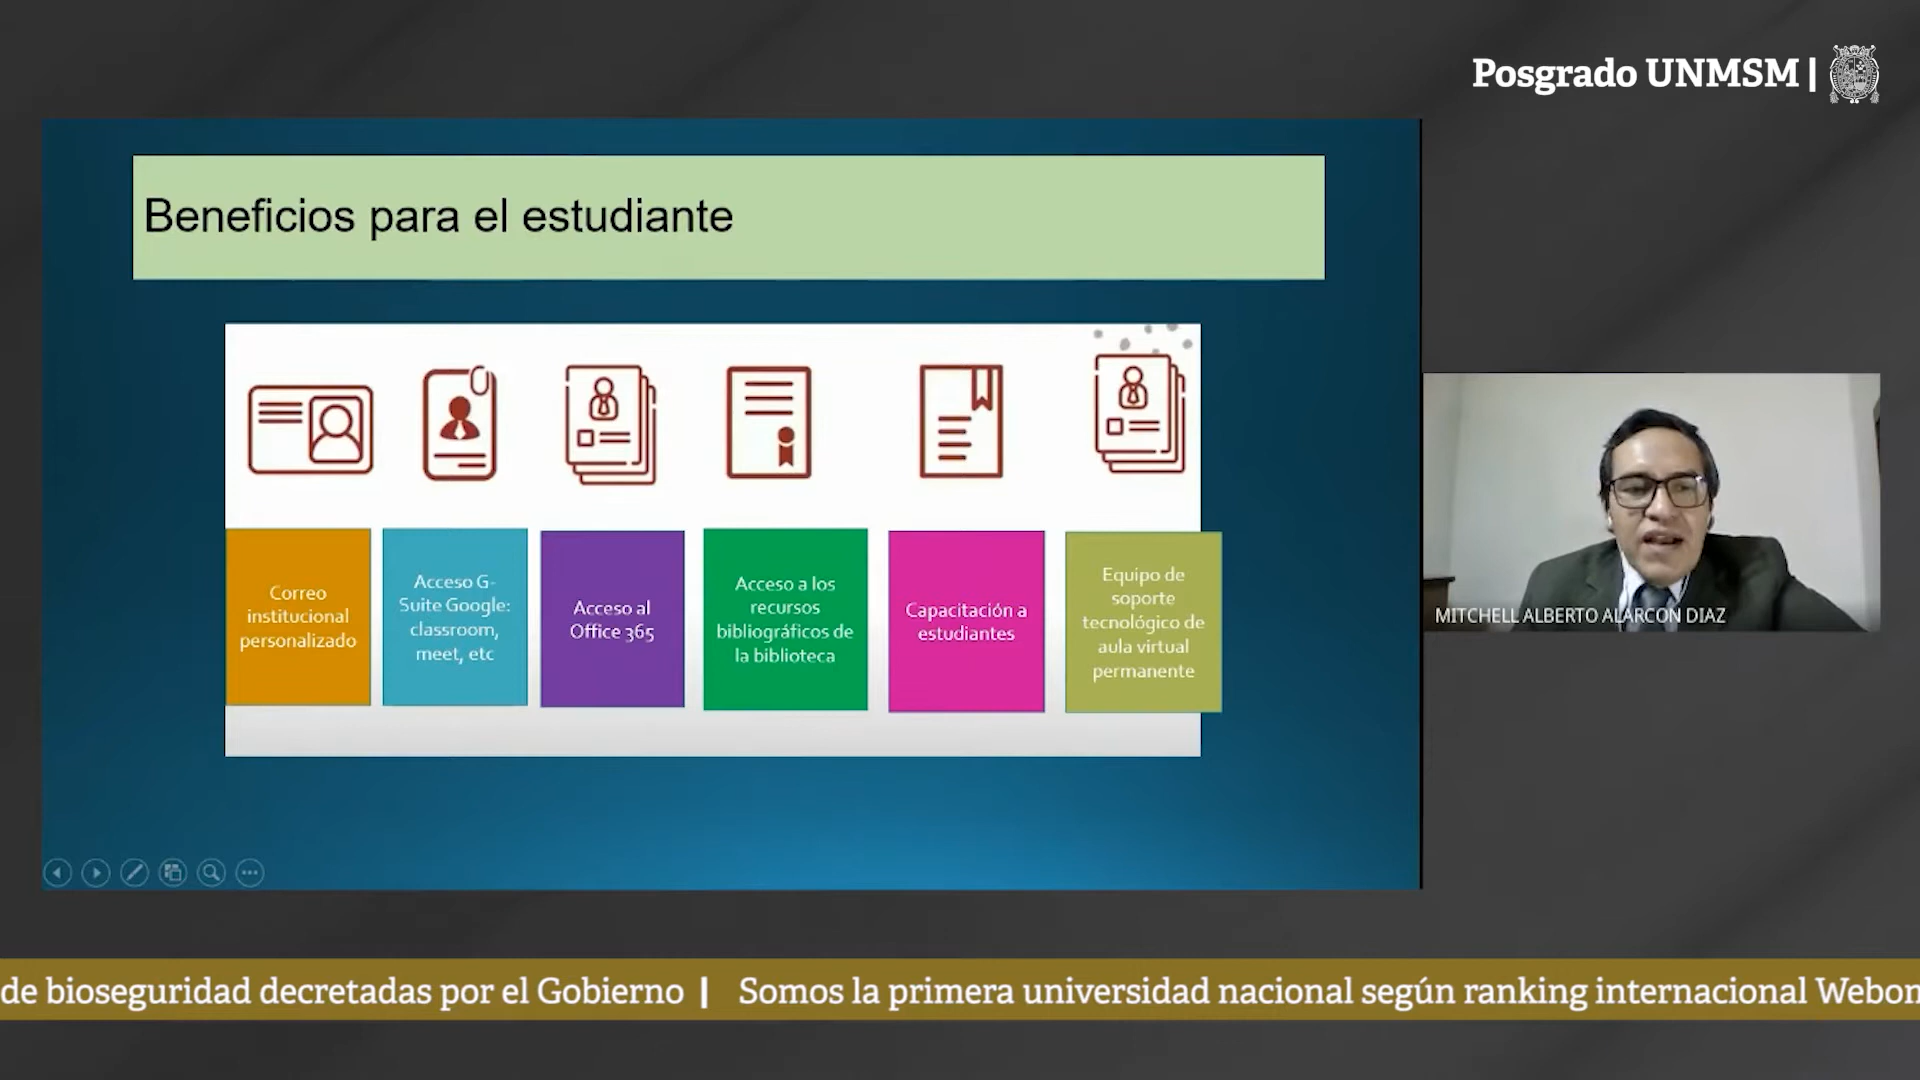 Posgrado UNMSM |
Beneficios para el estudiante
Correo
institucional
personalizado
Acceso G-
Suite Google:
classroom,
meet, etc
Acceso al
Office 365
Acceso a los
recursos
bibliográficos de
la biblioteca
Capacitación a
estudiantes
Equipo de
soporte
tecnológico de
aula virtual
permanente
MITCHELL ALBERTO ALARCON DIAZ
de bioseguridad decretadas por el Gobierno | Somos la primera universidad nacional según ranking internacional Webom